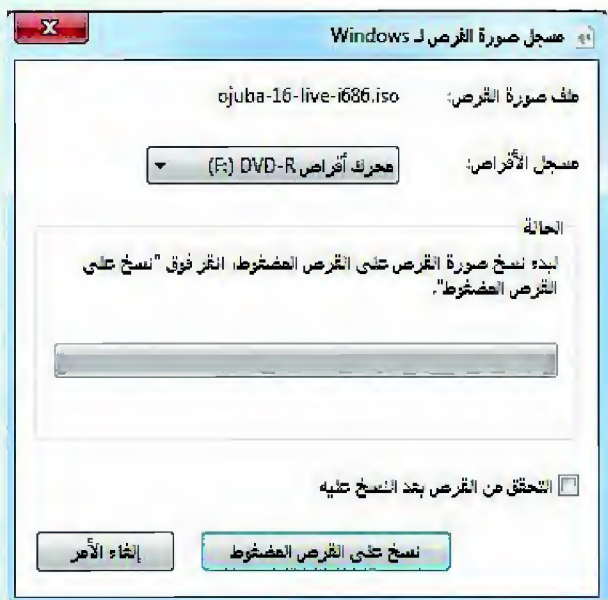 مسجل صورة القرص لـ Windows
ملف صورة القرص: ojuba-16-live-i686.iso
مسجل الأقراص: محرك أقراص DVD-R (F:)
الحالة
لبدء نسخ صورة القرص على القرص المضغوط، انقر فوق "نسخ على
القرص المضغوط".
التحقق من القرص بعد النسخ عليه
نسخ على القرص المضغوط
إلغاء الأمر